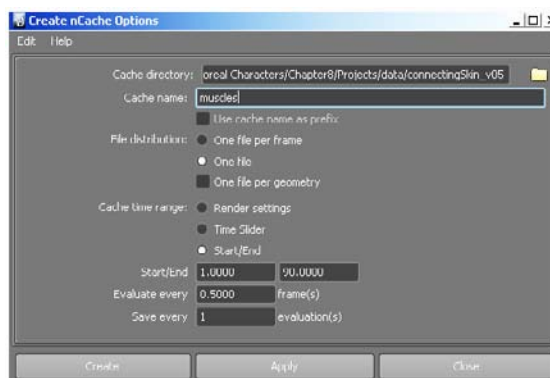 Create nCache Options
Edit Help
Cache directory: oreal Characters/Chapter8/Projects/data/connectingSkin_v05
Cache name: muscles
Use cache name as prefix
File distribution: One file per frame
One file
One file per geometry
Cache time range: Render settings
Time Slider
Start/End
Start/End 1.0000 90.0000
Evaluate every 0.5000 frame(s)
Save every 1 evaluation(s)
Create Apply Close